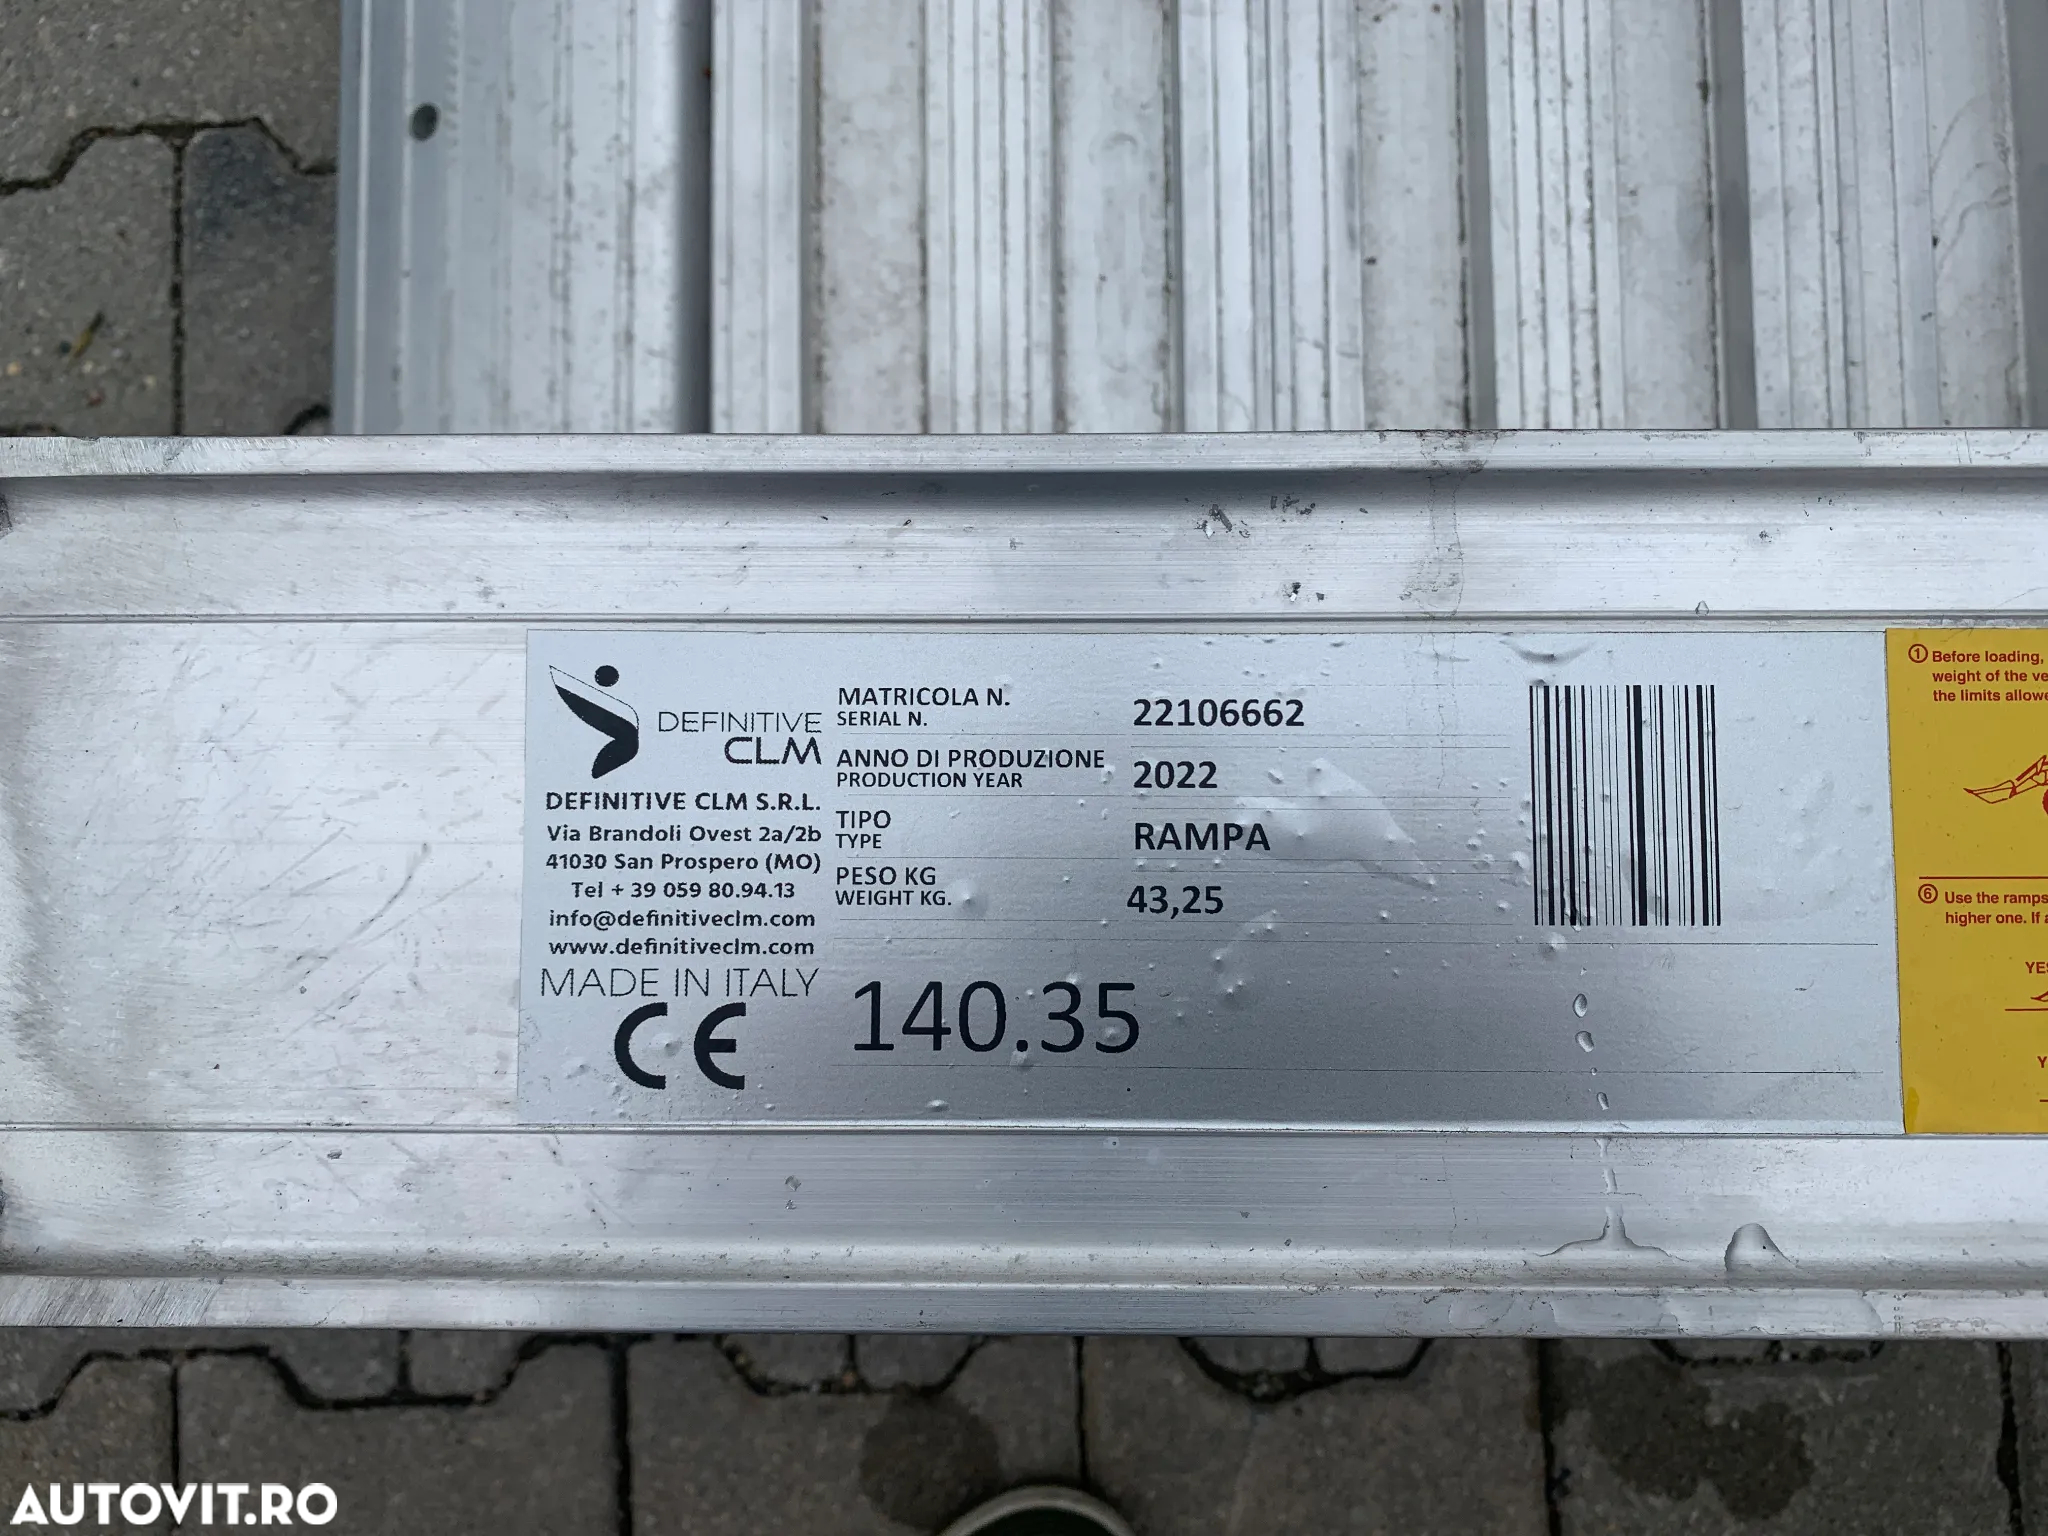 DEFINITIVE
CLM
DEFINITIVE CLM S.R.L.
Via Brandoli Ovest 2a/2b
41030 San Prospero (MO)
Tel + 39 059 80.94.13
info@definitiveclm.com
www.definitiveclm.com
MADE IN ITALY
CE
MATRICOLA N.
SERIAL N.
22106662
ANNO DI PRODUZIONE
PRODUCTION YEAR
2022
TIPO
TYPE
RAMPA
PESO KG
WEIGHT KG.
43,25
140.35
1 Before loading,
weight of the
the limits
6 Use the ramps
higher one. If
AUTOVIT.RO